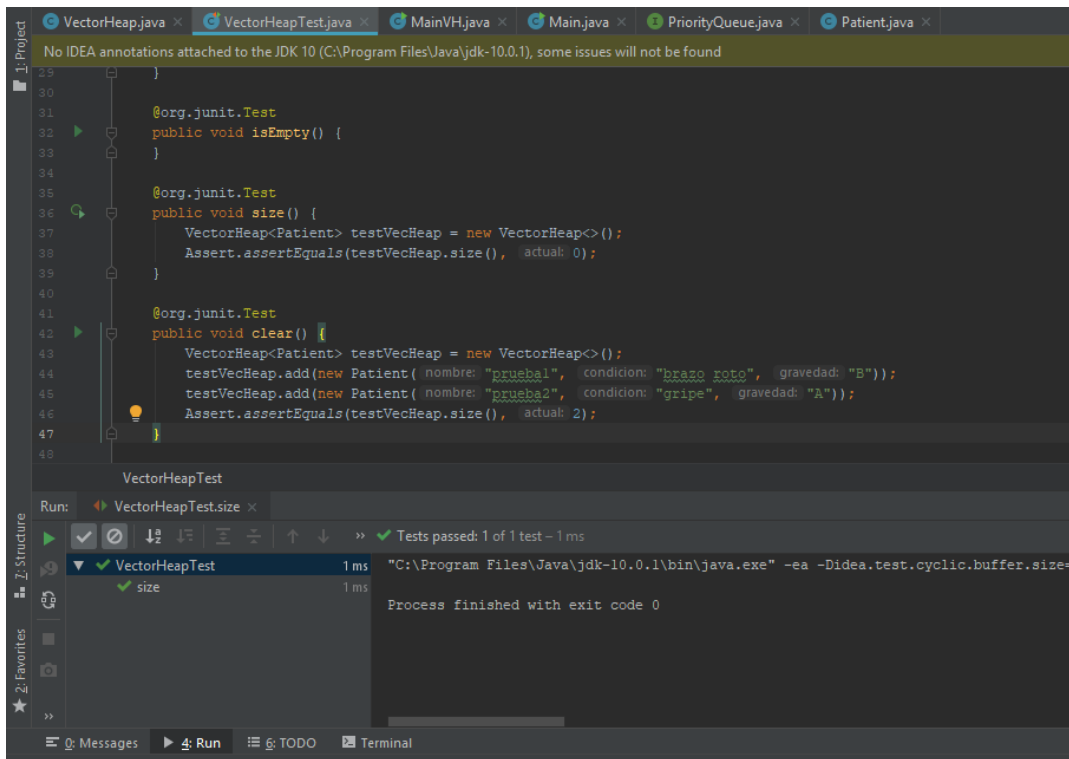 VectorHeap.java × VectorHeapTest.java × MainVH.java × Main.java × PriorityQueue.java × Patient.java ×
1: Project
No IDEA annotations attached to the JDK 10 (C:\Program Files\Java\jdk-10.0.1), some issues will not be found
29 }
30
31 @org.junit.Test
32 public void isEmpty() {
33 }
34
35 @org.junit.Test
36 public void size() {
37 VectorHeap<Patient> testVecHeap = new VectorHeap<>();
38 Assert.assertEquals(testVecHeap.size(), actual: 0);
39 }
40
41 @org.junit.Test
42 public void clear() {
43 VectorHeap<Patient> testVecHeap = new VectorHeap<>();
44 testVecHeap.add(new Patient( nombre: "prueba1", condicion: "brazo roto", gravedad: "B"));
45 testVecHeap.add(new Patient( nombre: "prueba2", condicion: "gripe", gravedad: "A"));
46 Assert.assertEquals(testVecHeap.size(), actual: 2);
47 }
48
VectorHeapTest
Run: VectorHeapTest.size ×
7: Structure
2: Favorites
» Tests passed: 1 of 1 test – 1 ms
VectorHeapTest 1 ms
size 1 ms
"C:\Program Files\Java\jdk-10.0.1\bin\java.exe" -ea -Didea.test.cyclic.buffer.size=
Process finished with exit code 0
»
0: Messages 4: Run 6: TODO Terminal